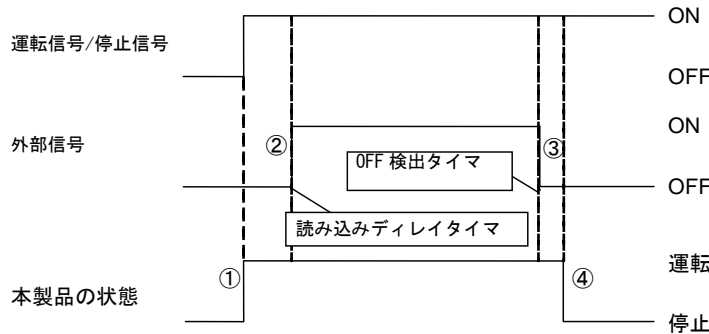 ON
運転信号/停止信号
OFF
ON
外部信号
②
③
OFF 検出タイマ
OFF
読み込みディレイタイマ
運転
①
④
本製品の状態
停止